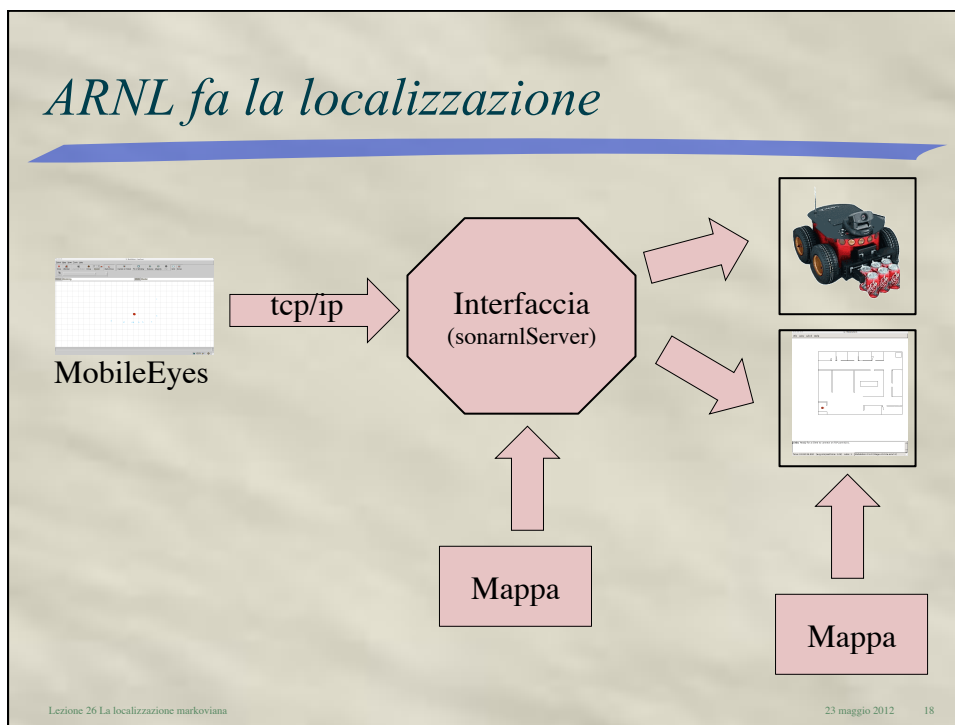 ARNL fa la localizzazione
tcp/ip
MobileEyes
Interfaccia
(sonarnlServer)
Mappa
Mappa
Lezione 26 La localizzazione markoviana
23 maggio 2012
18